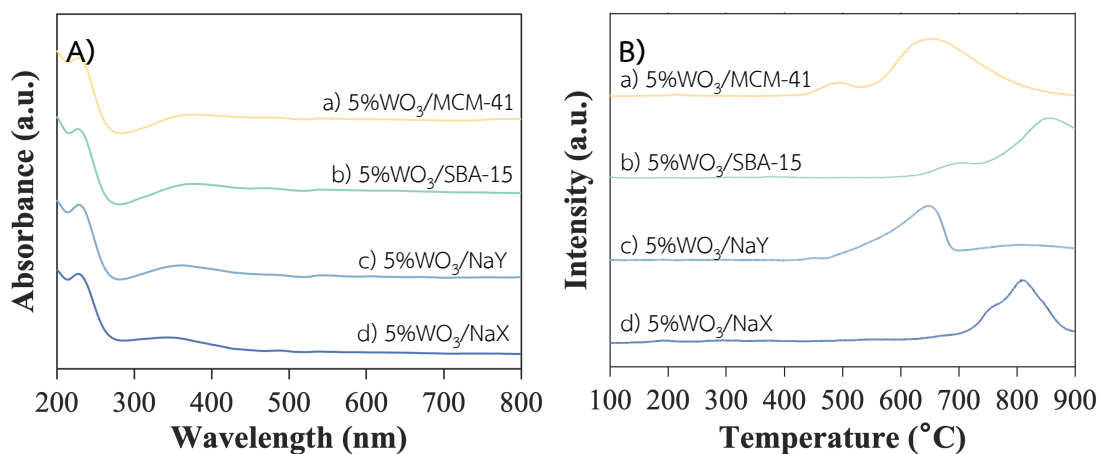 A)
a) 5%WO₃/MCM-41
b) 5%WO₃/SBA-15
c) 5%WO₃/NaY
d) 5%WO₃/NaX
Absorbance (a.u.)
200 300 400 500 600 700 800
Wavelength (nm)
B)
a) 5%WO₃/MCM-41
b) 5%WO₃/SBA-15
c) 5%WO₃/NaY
d) 5%WO₃/NaX
Intensity (a.u.)
100 200 300 400 500 600 700 800 900
Temperature (°C)